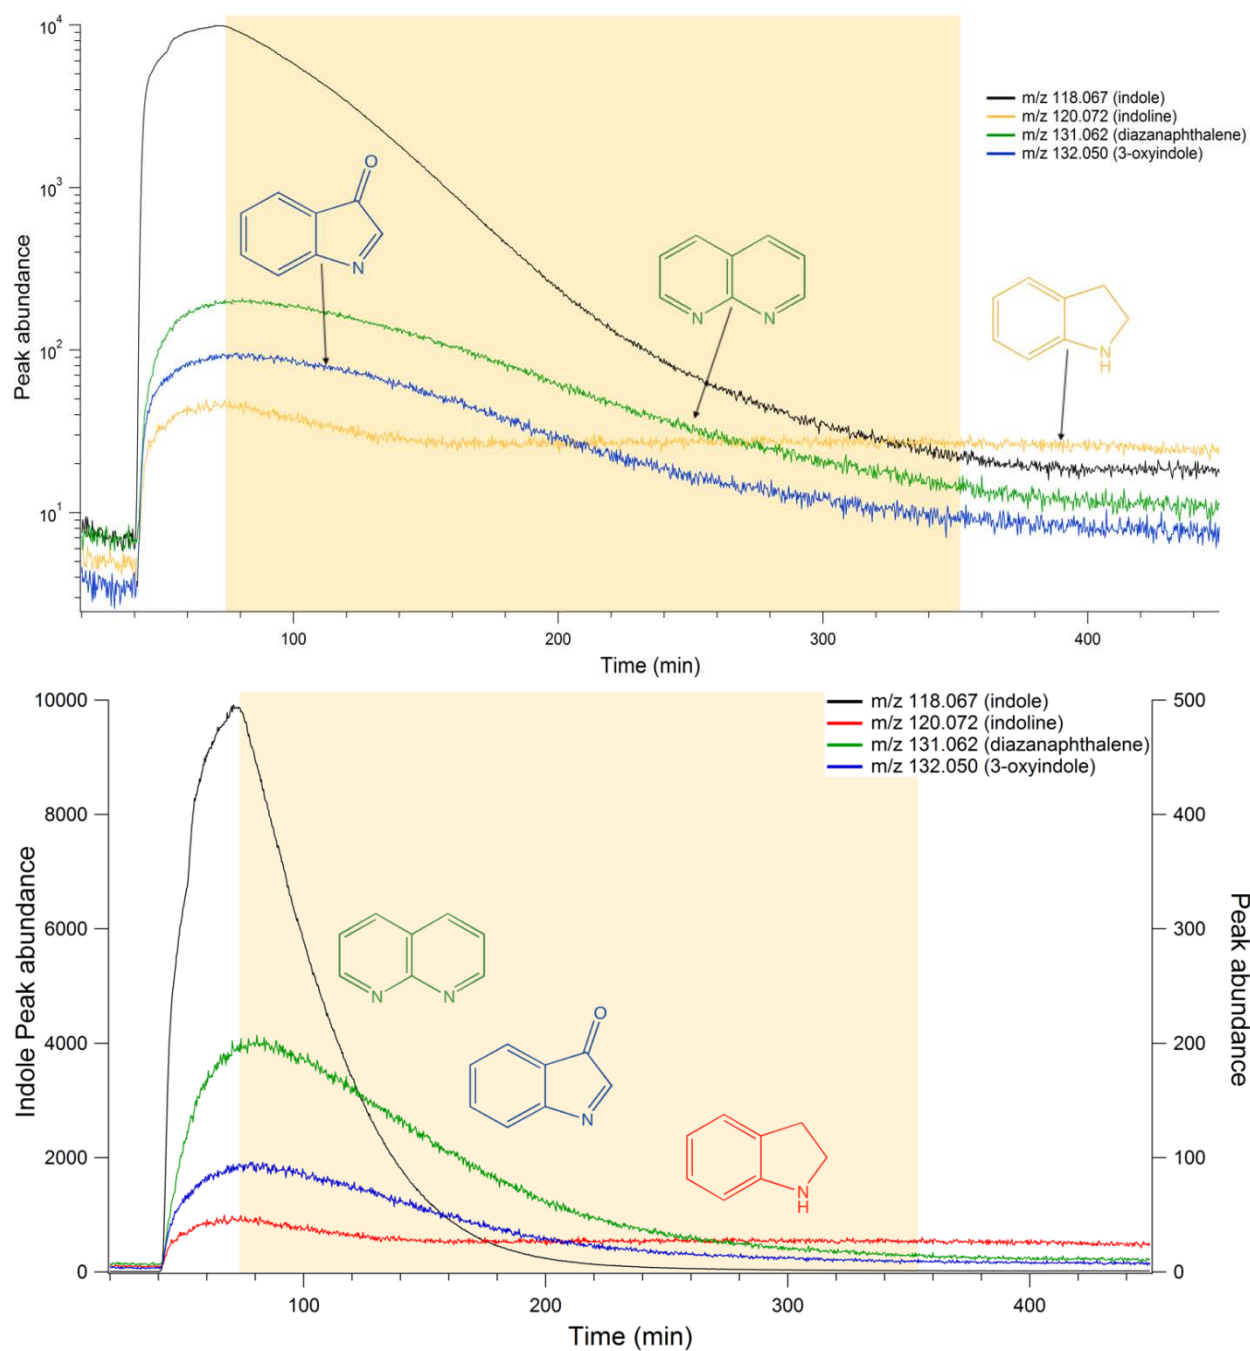 10⁴
10³
10²
10¹
Peak abundance
m/z 118.067 (indole)
m/z 120.072 (indoline)
m/z 131.062 (diazanaphthalene)
m/z 132.050 (3-oxyindole)
O
N
N N
N
H
100 200 300 400
Time (min)
10000
8000
6000
4000
2000
0
Indole Peak abundance
m/z 118.067 (indole)
m/z 120.072 (indoline)
m/z 131.062 (diazanaphthalene)
m/z 132.050 (3-oxyindole)
N N
O
N
N
H
500
400
300
200
100
0
Peak abundance
100 200 300 400
Time (min)